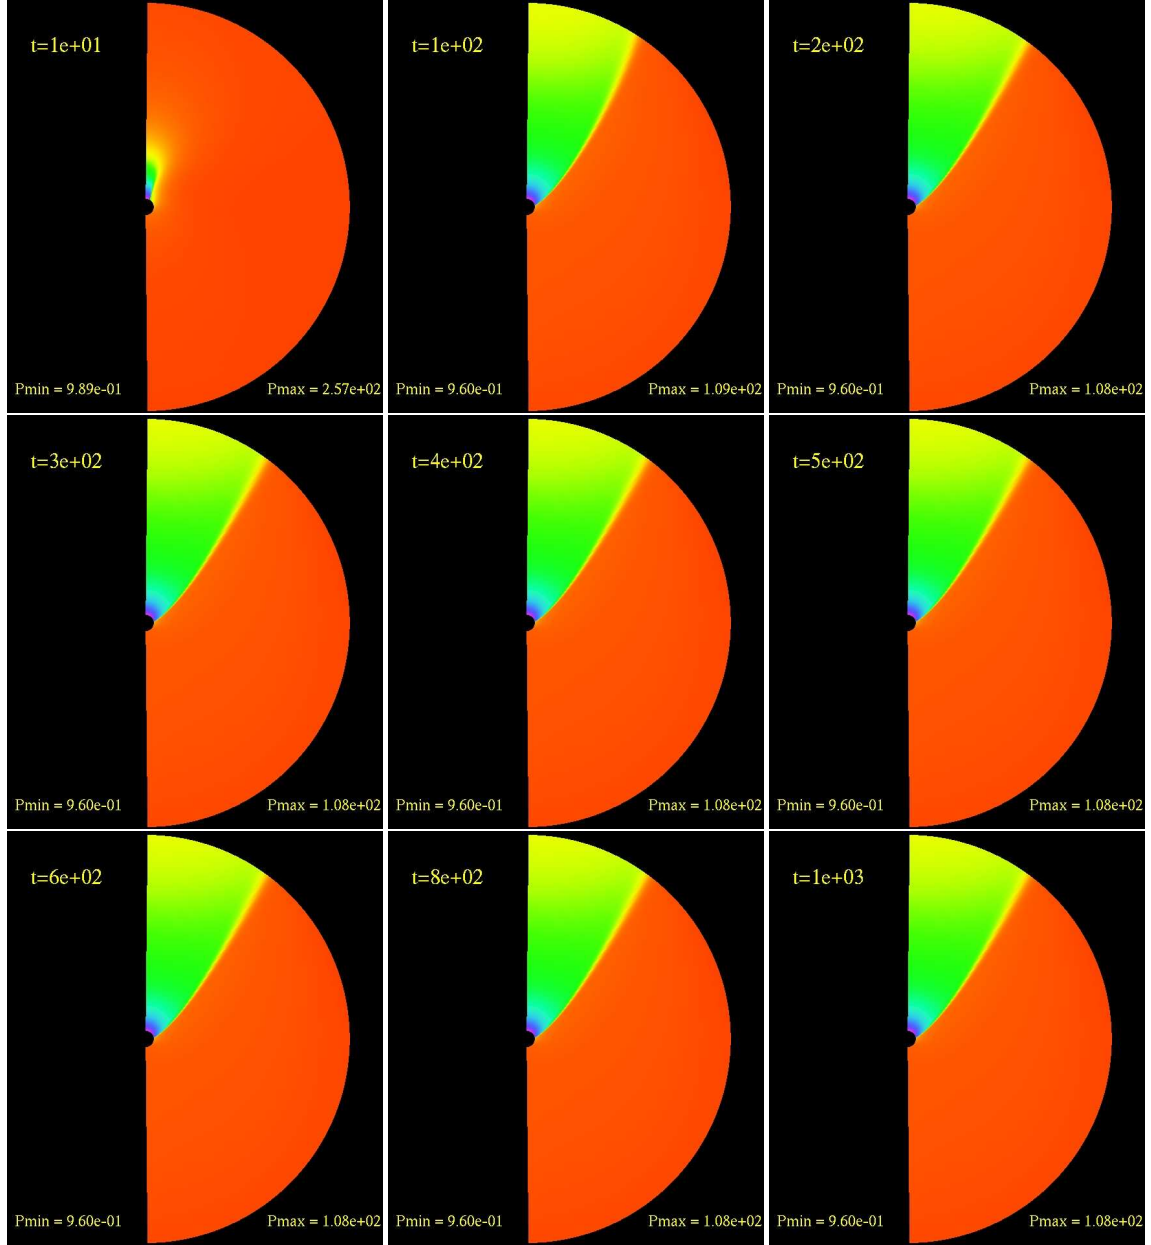 t=1e+01
Pmin = 9.89e-01
Pmax = 2.57e+02
t=1e+02
Pmin = 9.60e-01
Pmax = 1.09e+02
t=2e+02
Pmin = 9.60e-01
Pmax = 1.08e+02
t=3e+02
Pmin = 9.60e-01
Pmax = 1.08e+02
t=4e+02
Pmin = 9.60e-01
Pmax = 1.08e+02
t=5e+02
Pmin = 9.60e-01
Pmax = 1.08e+02
t=6e+02
Pmin = 9.60e-01
Pmax = 1.08e+02
t=8e+02
Pmin = 9.60e-01
Pmax = 1.08e+02
t=1e+03
Pmin = 9.60e-01
Pmax = 1.08e+02